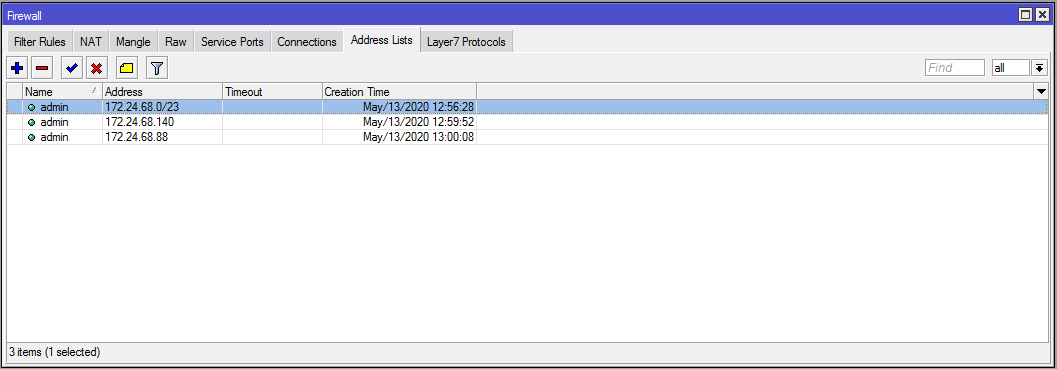 Firewall
Filter Rules NAT Mangle Raw Service Ports Connections Address Lists Layer7 Protocols
Find all
Name Address Timeout Creation Time
admin 172.24.68.0/23 May/13/2020 12:56:28
admin 172.24.68.140 May/13/2020 12:59:52
admin 172.24.68.88 May/13/2020 13:00:08
3 items (1 selected)